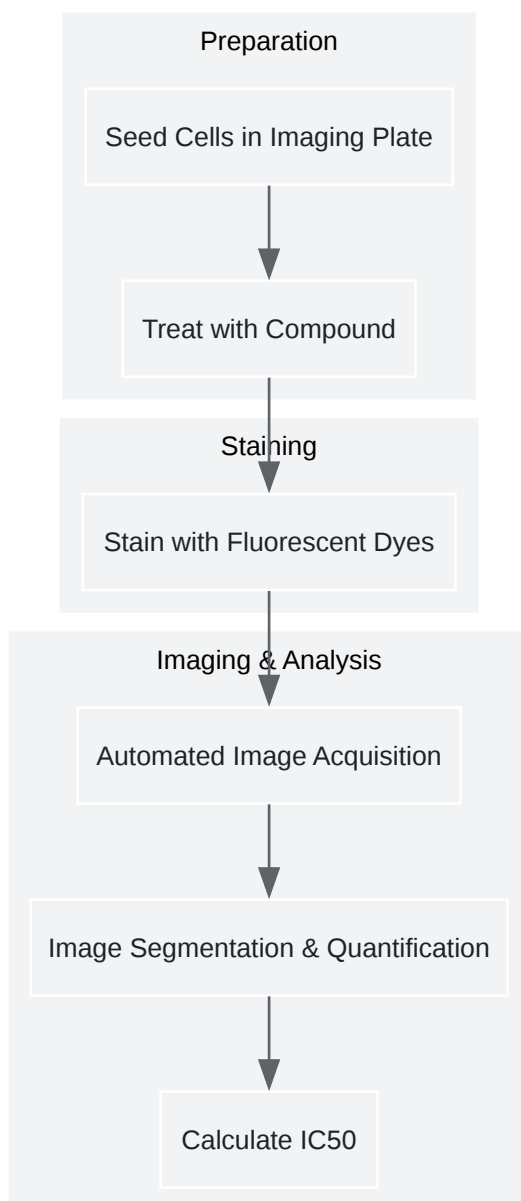 Preparation
Seed Cells in Imaging Plate
Treat with Compound
Staining
Stain with Fluorescent Dyes
Imaging & Analysis
Automated Image Acquisition
Image Segmentation & Quantification
Calculate IC50